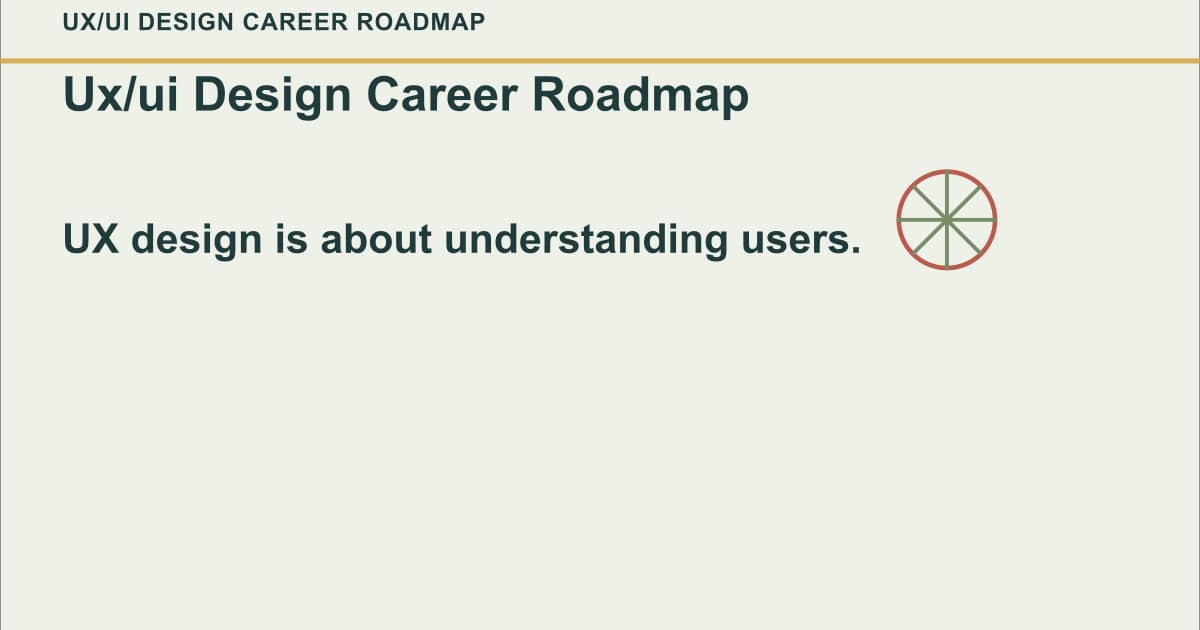 UX/UI DESIGN CAREER ROADMAP
Ux/ui Design Career Roadmap
UX design is about understanding users.